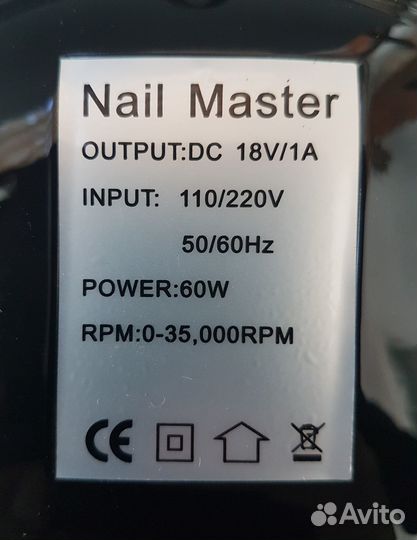 Nail Master
OUTPUT:DC 18V/1A
INPUT: 110/220V
50/60Hz
POWER:60W
RPM:0-35,000RPM
CE
Avito